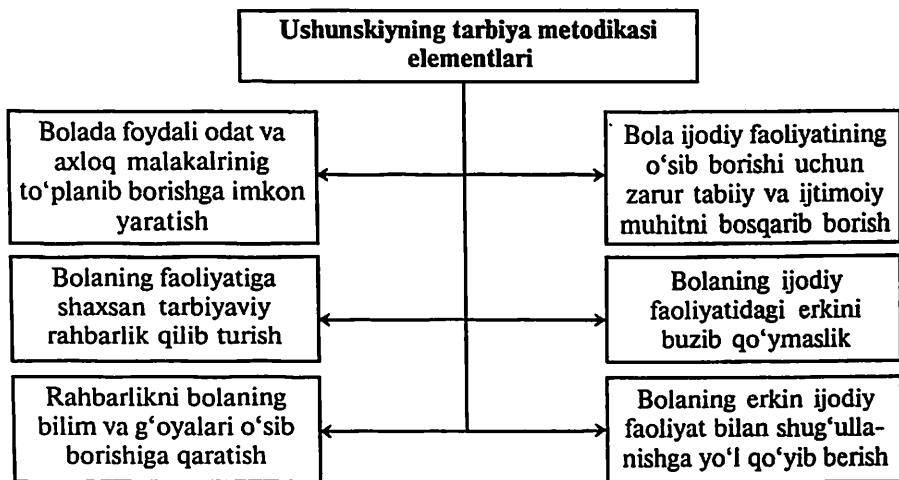 Ushunskiyning tarbiya metodikasi
elementlari
Bolada foydali odat va
axloq malakalrinig
to‘planib borishga imkon
yaratish
Bola ijodiy faoliyatining
o‘sib borishi uchun
zarur tabiiy va ijtimoiy
muhitni bosqarib borish
Bolaning faoliyatiga
shaxsan tarbiyaviy
rahbarlik qilib turish
Bolaning ijodiy
faoliyatidagi erkini
buzib qo‘ymaslik
Rahbarlikni bolaning
bilim va g‘oyalari o‘sib
borishiga qaratish
Bolaning erkin ijodiy
faoliyat bilan shug‘ulla-
nishga yo‘l qo‘yib berish